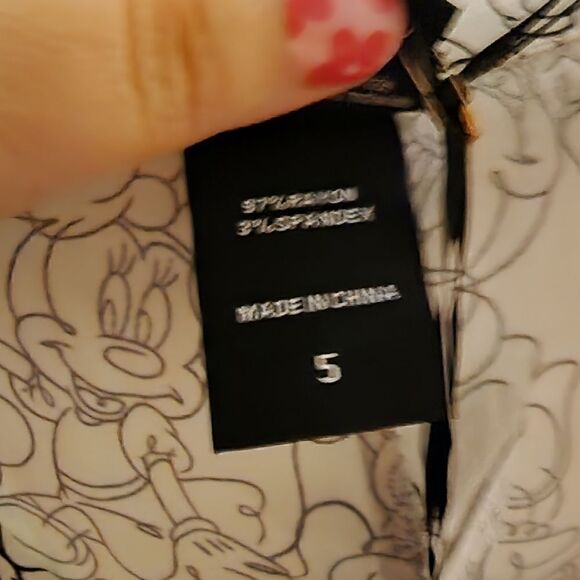 97% RAYON
3% SPANDEX
MADE IN CHINA
5